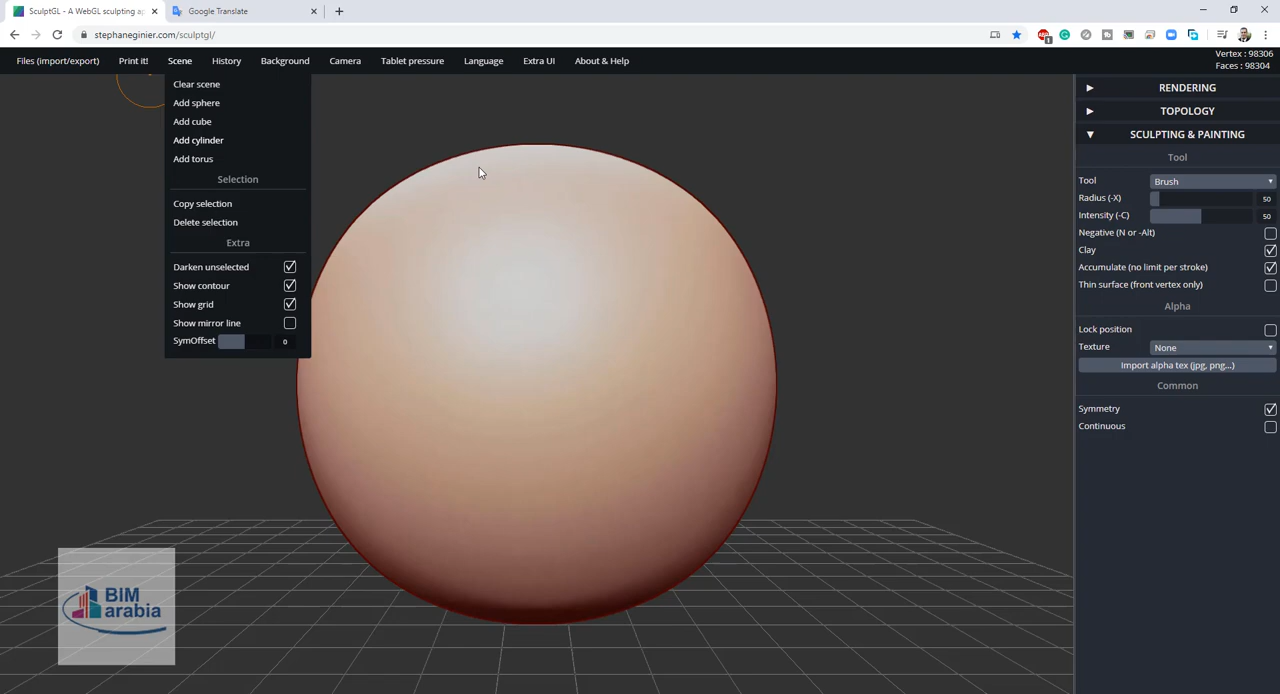 SculptGL - A WebGL sculpting ap
Google Translate
stephaneginier.com/sculptgl/
1
Files (import/export) Print it! Scene History Background Camera Tablet pressure Language Extra UI About & Help
Vertex : 98306
Faces : 98304
Clear scene
Add sphere
Add cube
Add cylinder
Add torus
Selection
Copy selection
Delete selection
Extra
Darken unselected
Show contour
Show grid
Show mirror line
SymOffset 0
RENDERING
TOPOLOGY
SCULPTING & PAINTING
Tool
Tool Brush
Radius (-X) 50
Intensity (-C) 50
Negative (N or -Alt)
Clay
Accumulate (no limit per stroke)
Thin surface (front vertex only)
Alpha
Lock position
Texture None
Import alpha tex (jpg, png...)
Common
Symmetry
Continuous
BIM
arabia